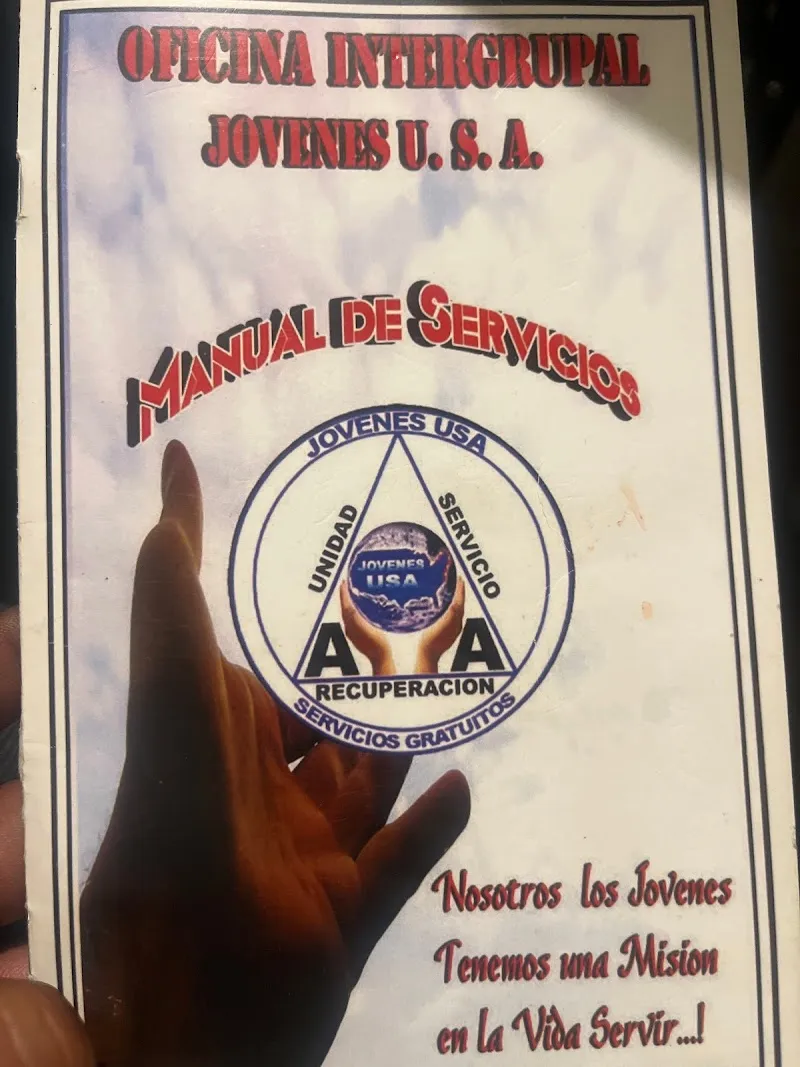 OFICINA INTERGRUPAL
JOVENES U. S. A.
MANUAL DE SERVICIOS
JOVENES USA
UNIDAD
SERVICIO
JOVENES
USA
A A
RECUPERACION
SERVICIOS GRATUITOS
Nosotros los Jovenes
Tenemos una Mision
en la Vida Servir...!